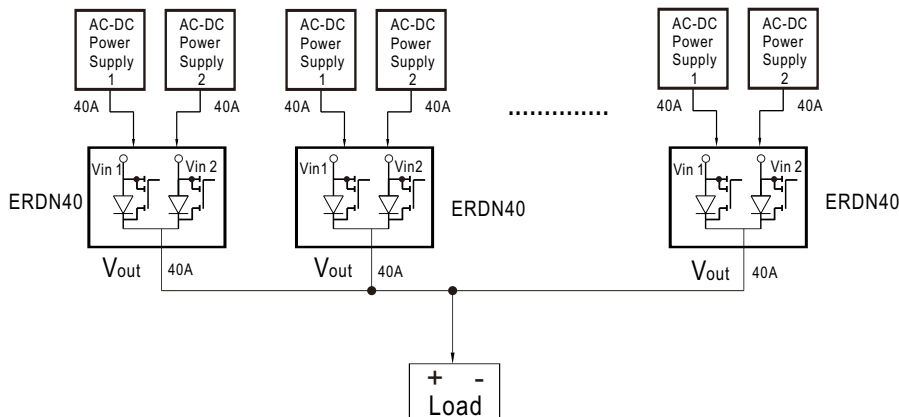 AC-DC
Power
Supply
1
AC-DC
Power
Supply
2
AC-DC
Power
Supply
1
AC-DC
Power
Supply
2
AC-DC
Power
Supply
1
AC-DC
Power
Supply
2
40A
40A
40A
40A
40A
40A
Vin 1
Vin 2
Vin1
Vin2
Vin 1
Vin 2
ERDN40
ERDN40
ERDN40
Vout
40A
Vout
40A
Vout
40A
+ -
Load